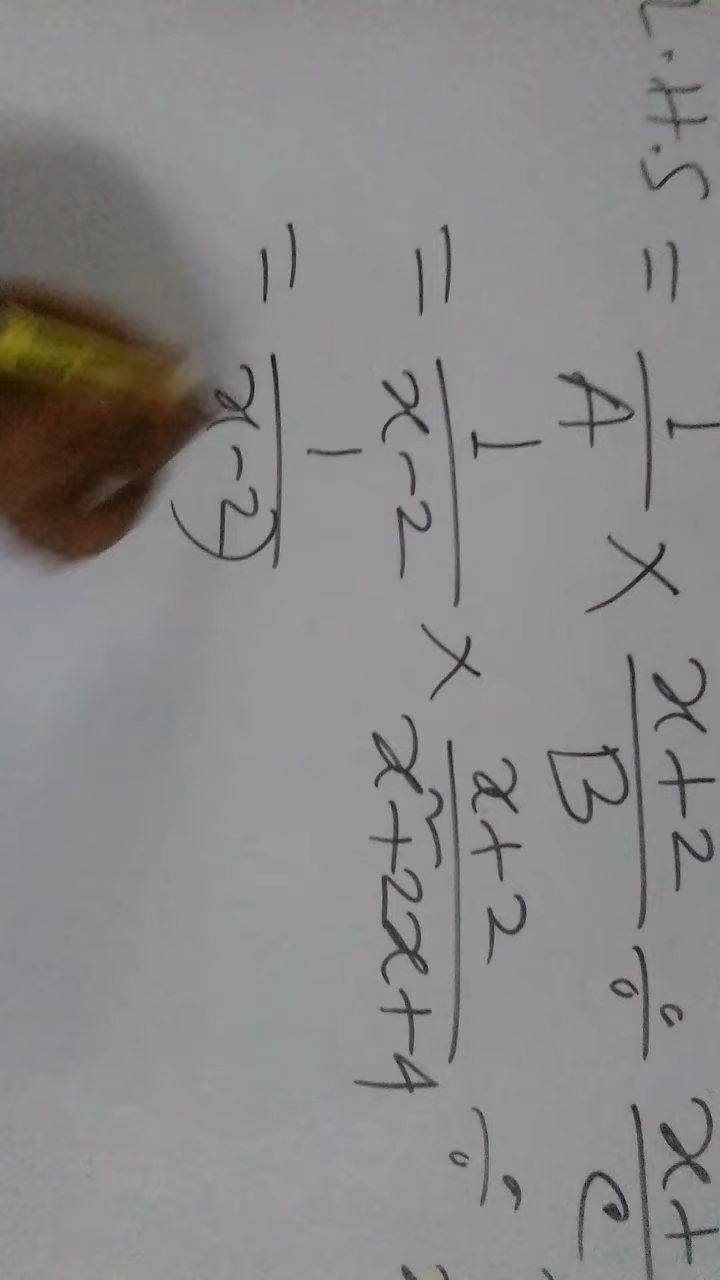 L.H.S = 1/A × x+2/B ÷ x+/C
= 1/x-2 × x+2/x²+2x+4 ÷
= 1/x-2)